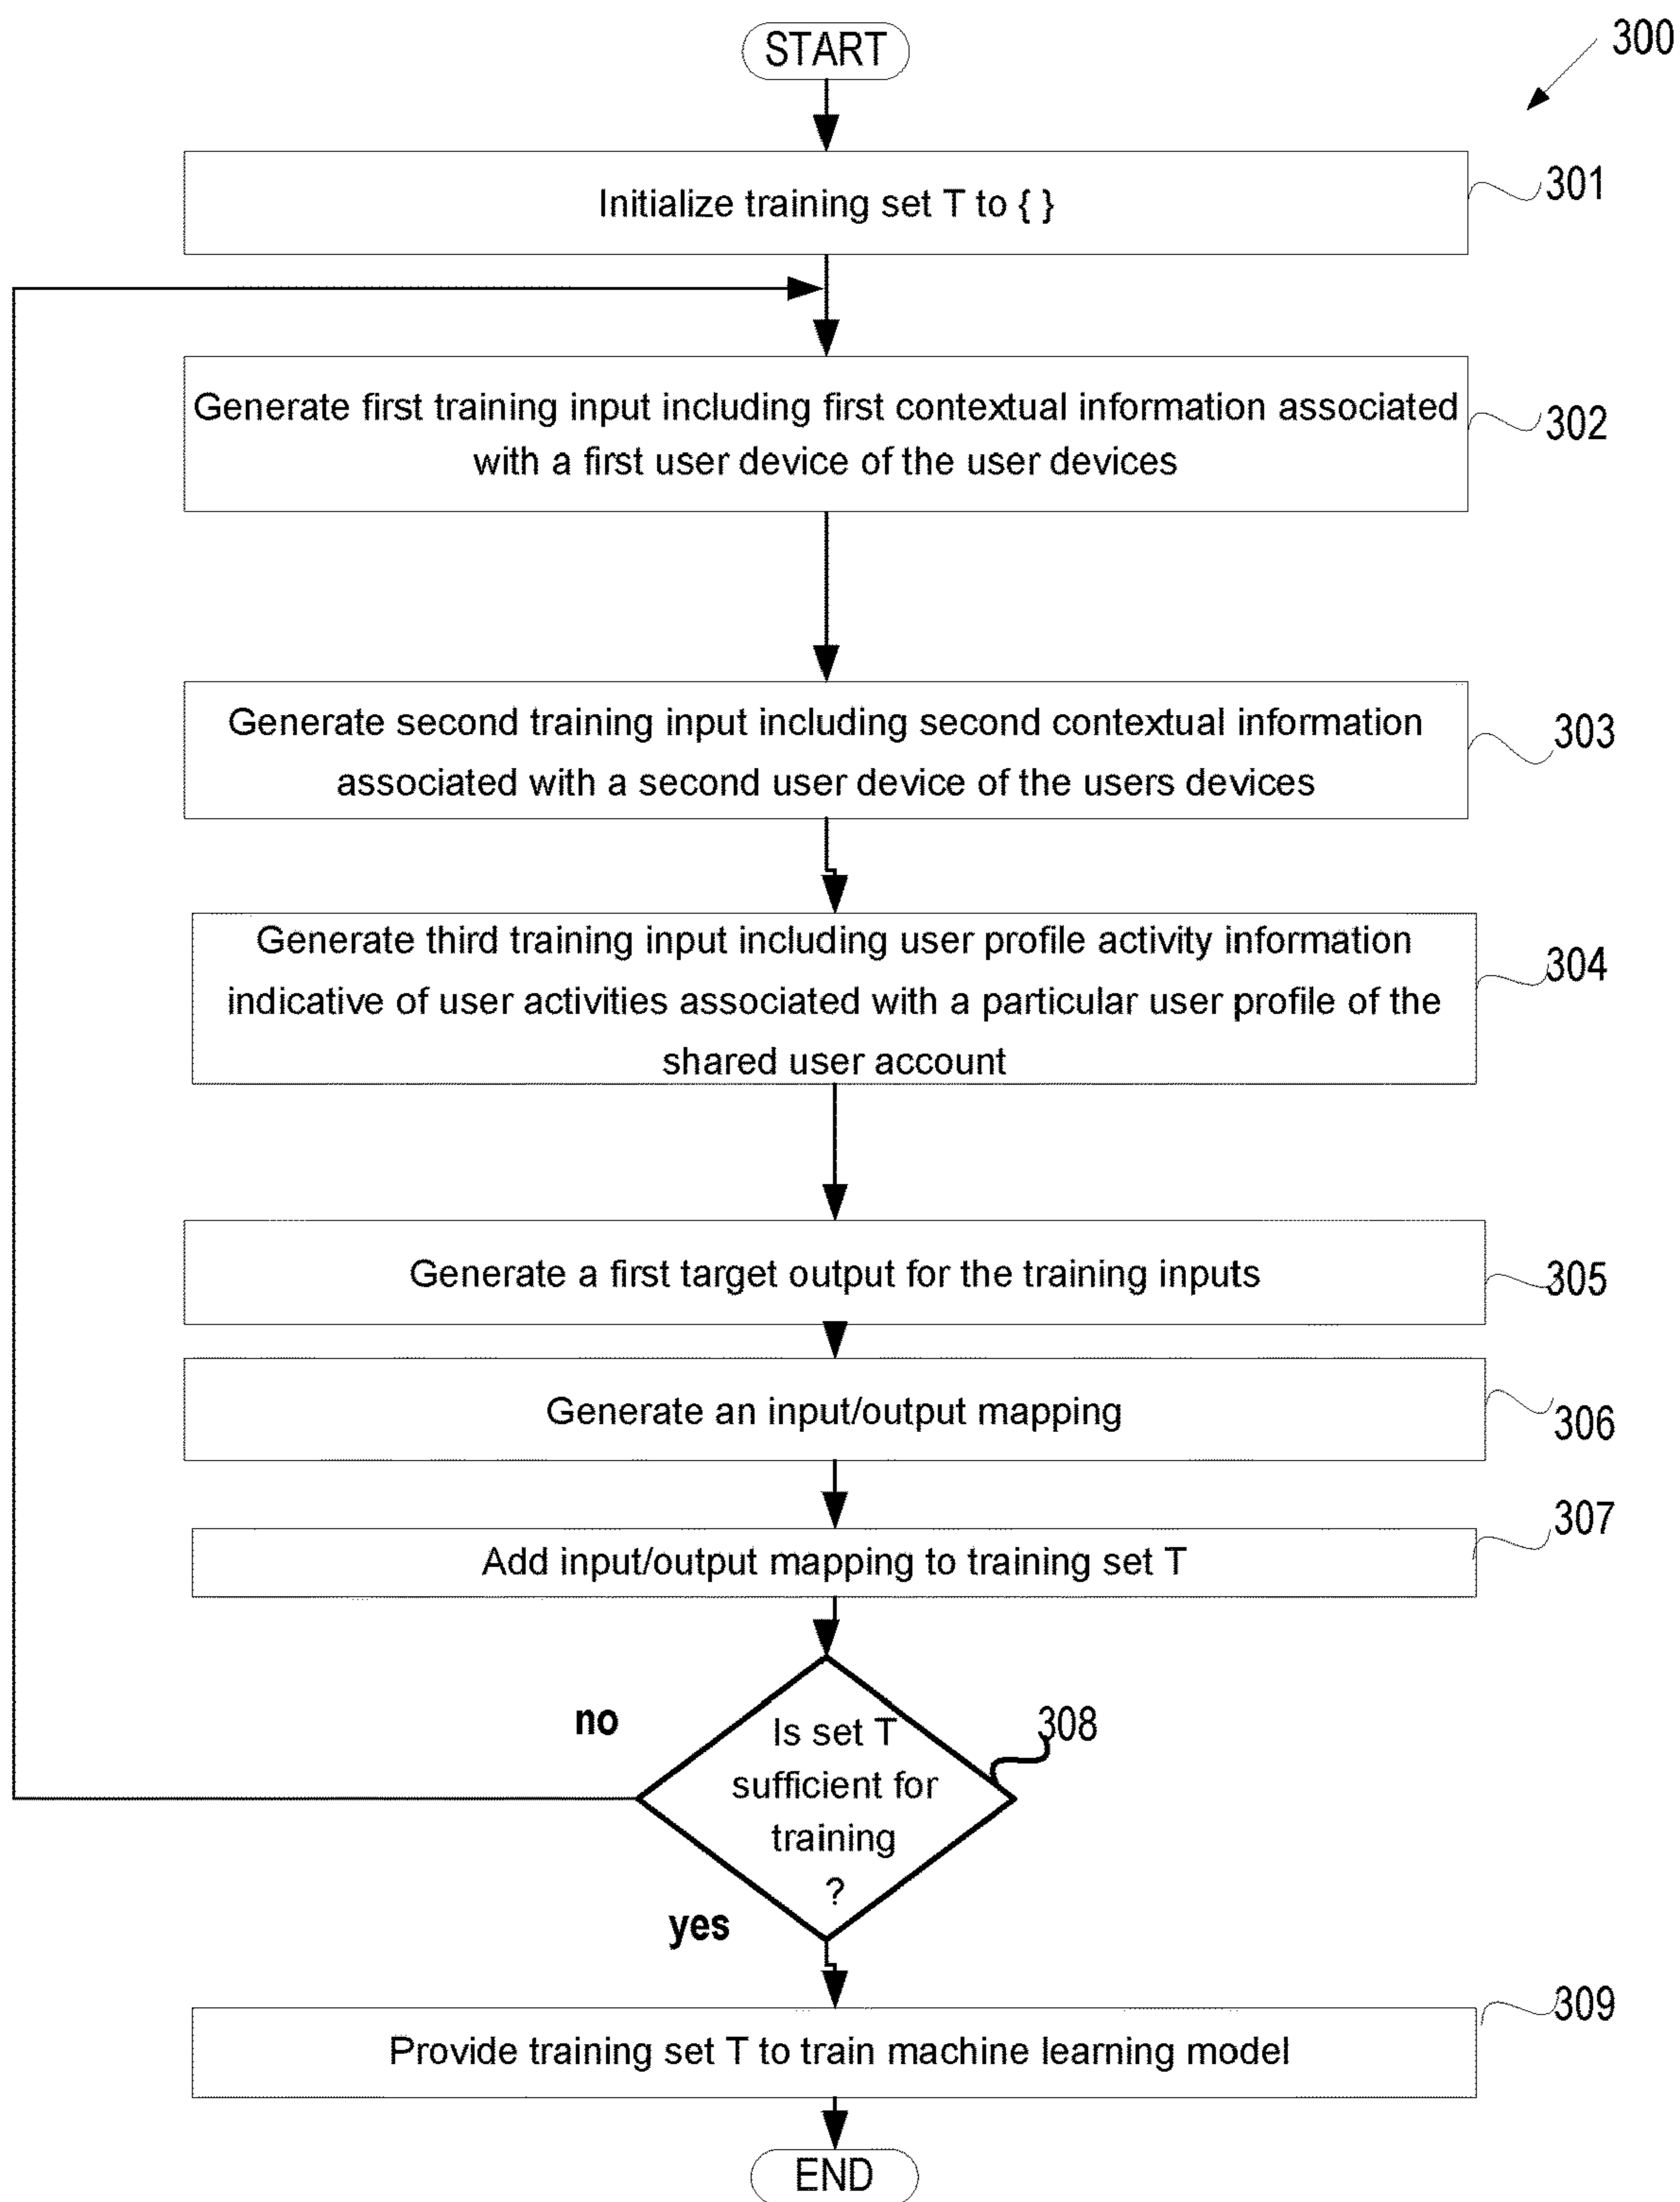 START
300
Initialize training set T to { }
301
Generate first training input including first contextual information associated
with a first user device of the user devices
302
Generate second training input including second contextual information
associated with a second user device of the users devices
303
Generate third training input including user profile activity information
indicative of user activities associated with a particular user profile of the
shared user account
304
Generate a first target output for the training inputs
305
Generate an input/output mapping
306
Add input/output mapping to training set T
307
no
Is set T
sufficient for
training
?
308
yes
Provide training set T to train machine learning model
309
END